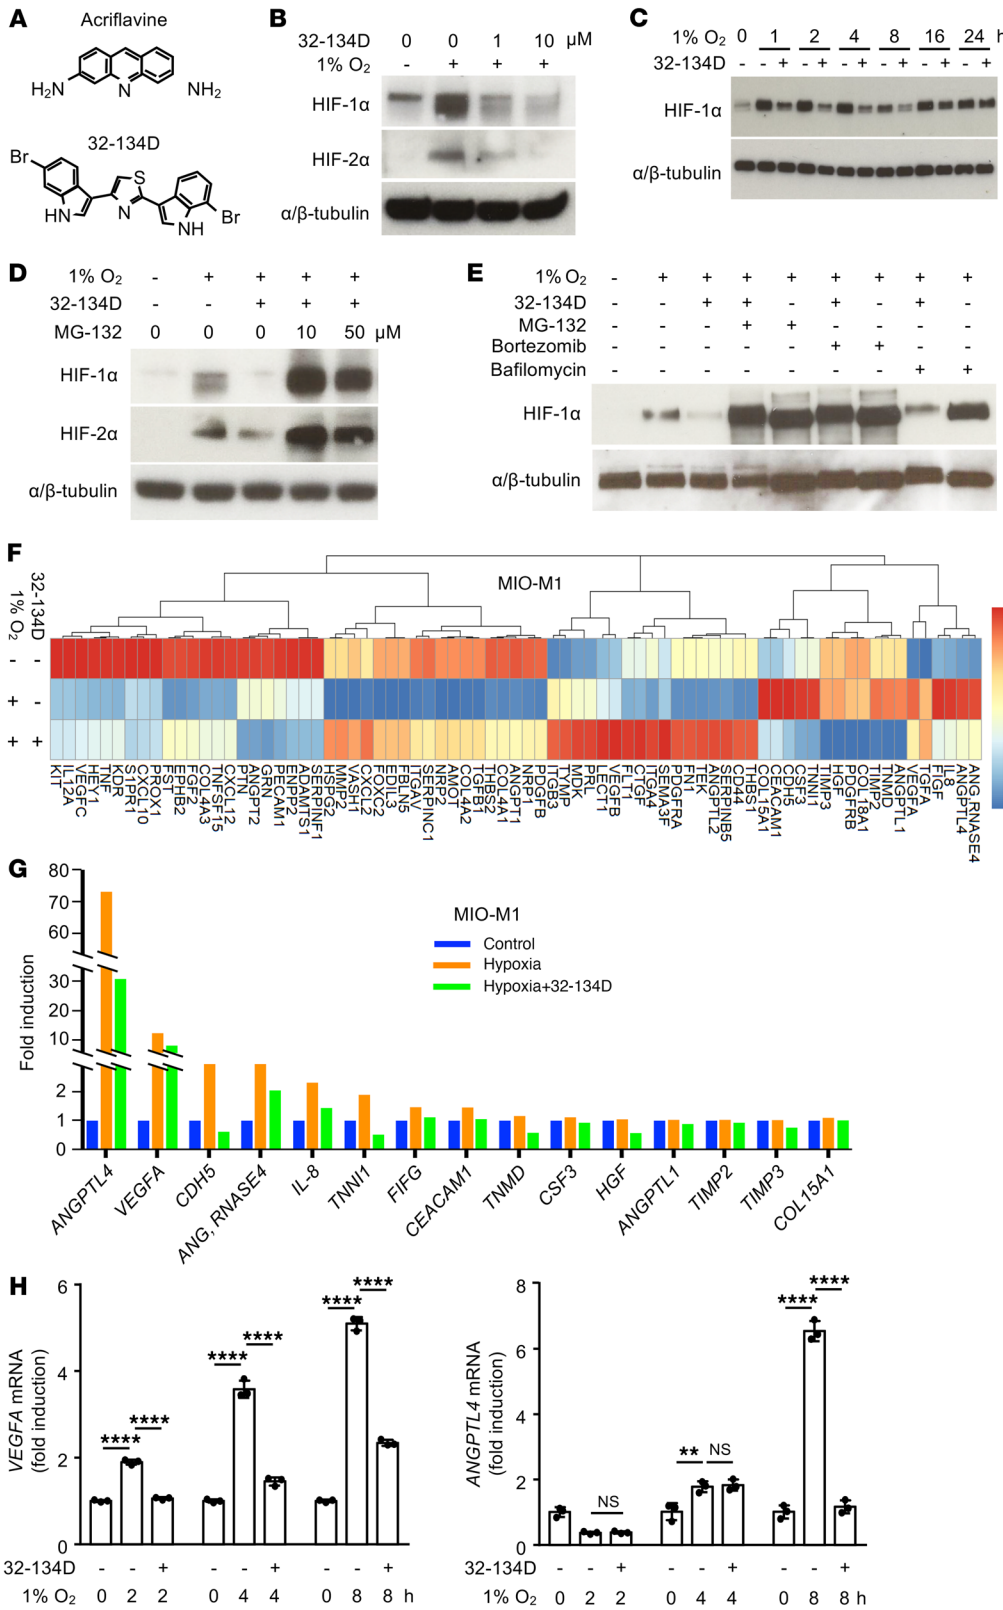 A
Acriflavine
H₂N
N
NH₂
32-134D
Br
S
N
HN
NH
Br
B
32-134D 0 0 1 10 μM
1% O₂ - + + +
HIF-1α
HIF-2α
α/β-tubulin
C
1% O₂ 0 1 2 4 8 16 24 h
32-134D - + - + - + - + - + - +
HIF-1α
α/β-tubulin
D
1% O₂ - + + + +
32-134D - - + + +
MG-132 0 0 0 10 50 μM
HIF-1α
HIF-2α
α/β-tubulin
E
1% O₂ - + + + + + + + +
32-134D - - + + - + - + -
MG-132 - - - + + - - - -
Bortezomib - - - - - + + - -
Bafilomycin - - - - - - - + +
HIF-1α
α/β-tubulin
F
MIO-M1
1% O₂ 32-134D
- -
+ -
+ +
KIT IL12A VEGFC HEY1 TNF KDR S1PR1 CXCL10 PROX1 FST EPHB2 FGF2 COL4A3 TNFSF15 CXCL12 PTN ANGPT2 GRN PECAM1 ENPP2 ADAMTS1 SERPINF1 HSPG2 MMP2 VASH1 CXCL2 FOXC2 EDIL3 FBLN5 ITGAV SERPINC1 NRP2 AMOT COL4A2 TGFB1 THBS2 COL4A1 ANGPT1 NRP1 PDGFB ITGB3 TYMP MDK PRL LECT1 VEGFB FLT1 CTGF ITGA4 SEMA3F PDGFRA FN1 TEK ANGPTL2 SERPINB5 CD44 THBS1 COL15A1 CEACAM1 CDH5 CSF3 TNNI1 TIMP3 HGF PDGFRB COL18A1 TIMP2 TNMD ANGPTL1 VEGFA TGFA FIGF IL8 ANGPTL4 ANG,RNASE4
G
MIO-M1
Control
Hypoxia
Hypoxia+32-134D
Fold induction
80
70
60
30
20
10
2
1
0
ANGPTL4 VEGFA CDH5 ANG, RNASE4 IL-8 TNNI1 FIFG CEACAM1 TNMD CSF3 HGF ANGPTL1 TIMP2 TIMP3 COL15A1
H
VEGFA mRNA
(fold induction)
6
4
2
0
**** **** **** **** **** ****
32-134D - - + - - + - - +
1% O₂ 0 2 2 0 4 4 0 8 8 h
ANGPTL4 mRNA
(fold induction)
8
6
4
2
0
NS ** NS **** ****
32-134D - - + - - + - - +
1% O₂ 0 2 2 0 4 4 0 8 8 h